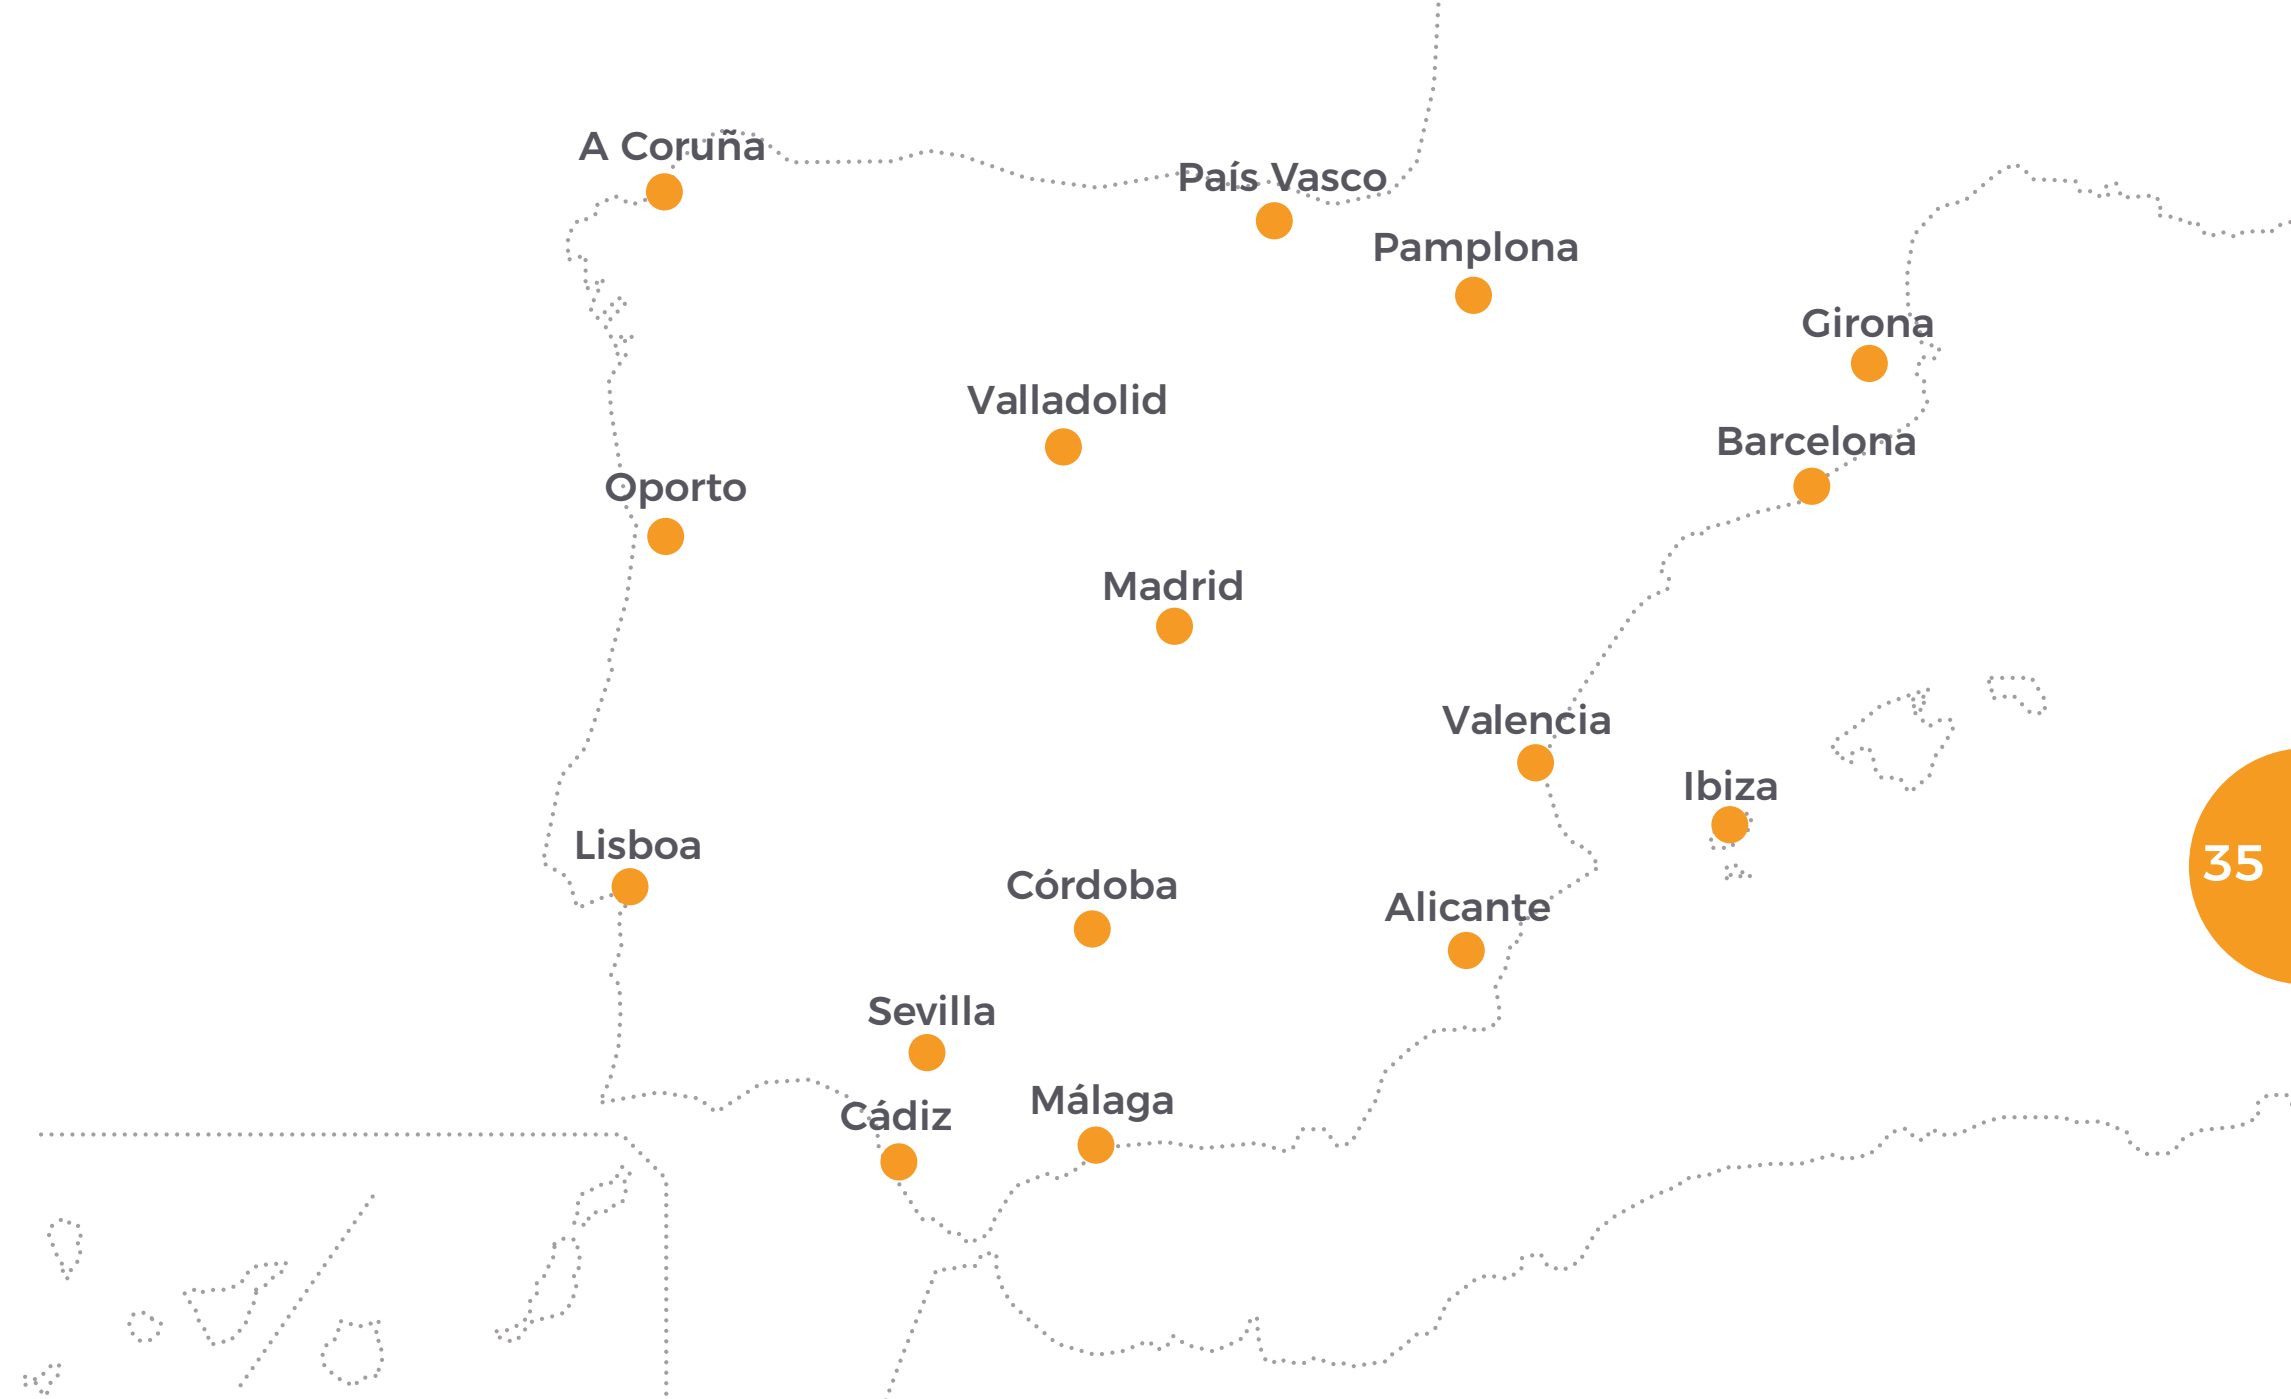 A Coruña
País Vasco
Pamplona
Girona
Valladolid
Barcelona
Oporto
Madrid
Valencia
Ibiza
Lisboa
35
Córdoba
Alicante
Sevilla
Málaga
Cádiz